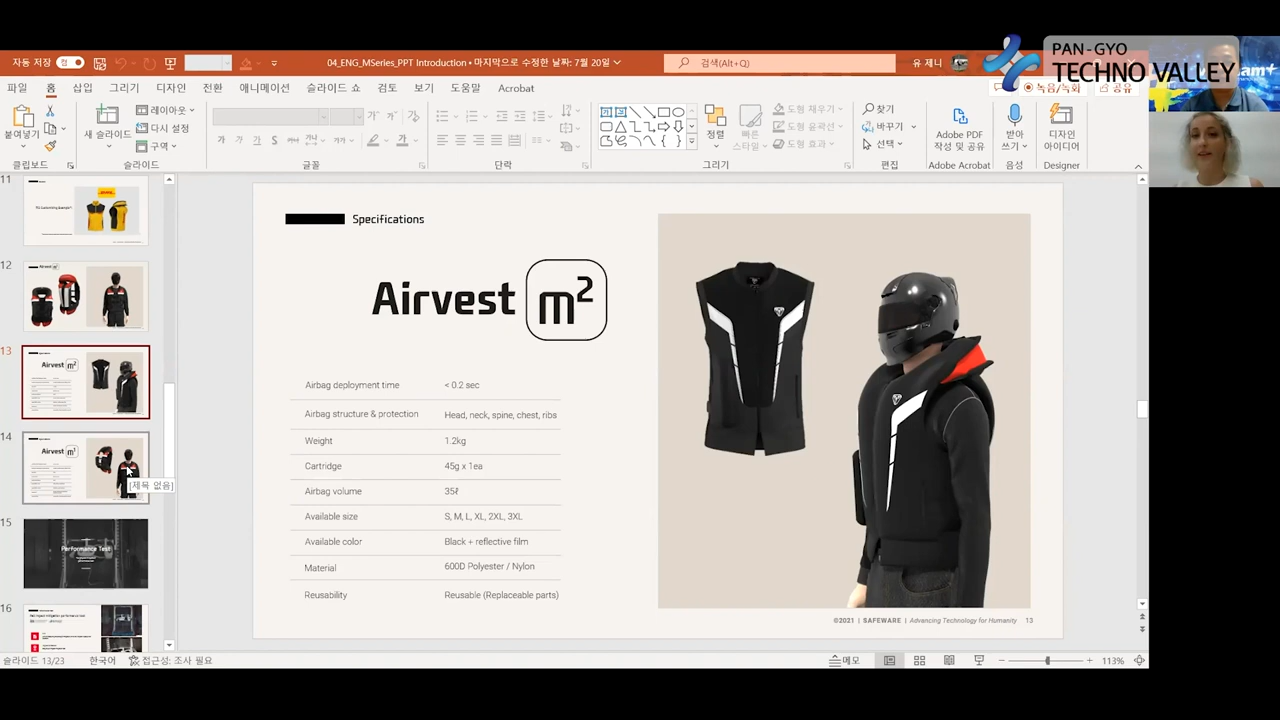 자동 저장
04_ENG_MSeries_PPT Introduction • 마지막으로 수정한 날짜: 7월 20일
검색(Alt+Q)
유 제니
PAN-GYO
TECHNO VALLEY
파일 홈 삽입 그리기 디자인 전환 애니메이션 슬라이드 쇼 검토 보기 도움말 Acrobat
녹음/녹화
공유
붙여넣기
새 슬라이드
레이아웃
다시 설정
구역
가 가 가
정렬
빠른 스타일
도형 채우기
도형 윤곽선
도형 효과
찾기
바꾸기
선택
Adobe PDF
작성 및 공유
받아
쓰기
디자인
아이디어
클립보드 슬라이드 글꼴 단락 그리기 편집 Adobe Acrobat 음성 Designer
11
12
13
Airvest m²
14
Airvest m¹
[제목 없음]
15
Performance Test
16
Specifications
Airvest m²
Airbag deployment time < 0.2 sec
Airbag structure & protection Head, neck, spine, chest, ribs
Weight 1.2kg
Cartridge 45g x 1ea
Airbag volume 35ℓ
Available size S, M, L, XL, 2XL, 3XL
Available color Black + reflective film
Material 600D Polyester / Nylon
Reusability Reusable (Replaceable parts)
©2021 | SAFEWARE | Advancing Technology for Humanity 13
슬라이드 13/23 한국어 접근성: 조사 필요
메모
113%